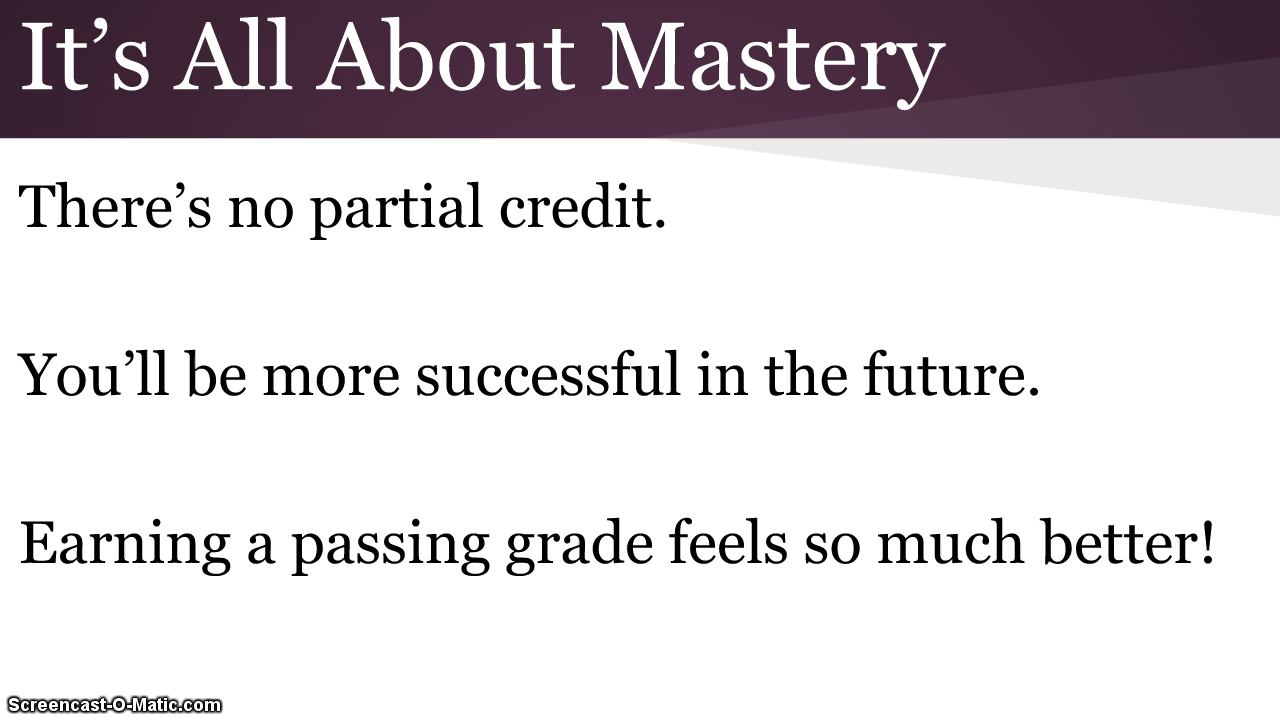 It’s All About Mastery
There’s no partial credit.
You’ll be more successful in the future.
Earning a passing grade feels so much better!
Screencast-O-Matic.com